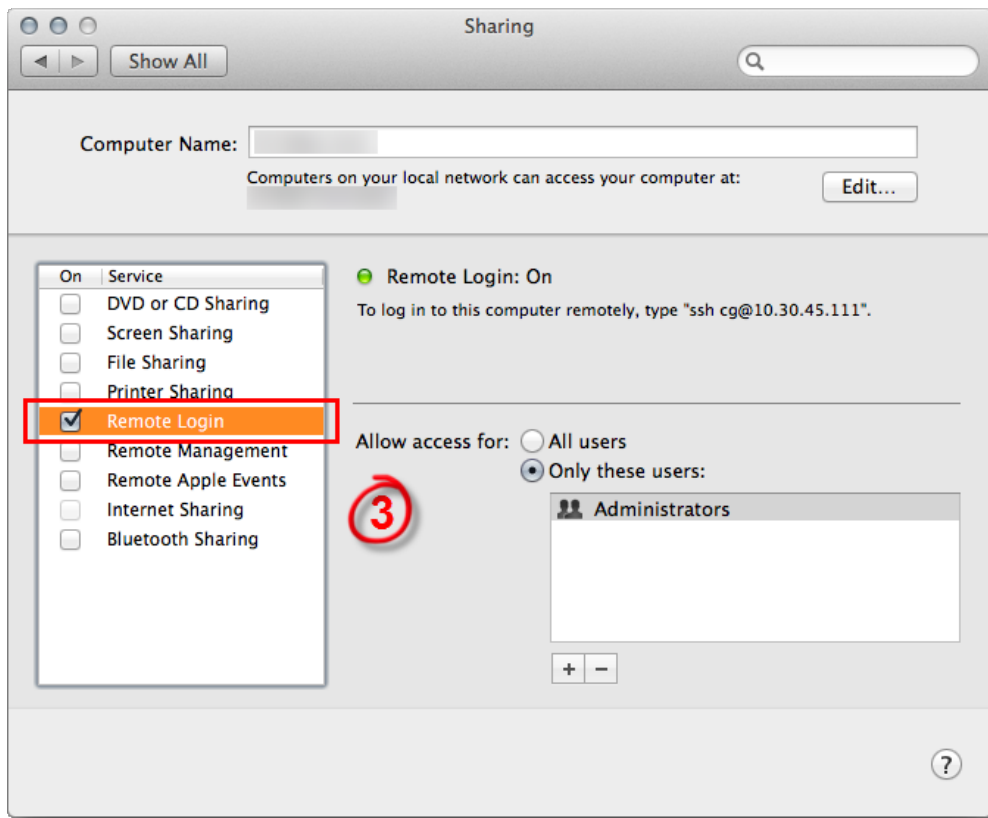 Sharing
Show All
Computer Name:
Computers on your local network can access your computer at:
Edit...
On Service
DVD or CD Sharing
Screen Sharing
File Sharing
Printer Sharing
Remote Login
Remote Management
Remote Apple Events
Internet Sharing
Bluetooth Sharing
Remote Login: On
To log in to this computer remotely, type "ssh cg@10.30.45.111".
Allow access for: All users
Only these users:
3
Administrators
+ −
?